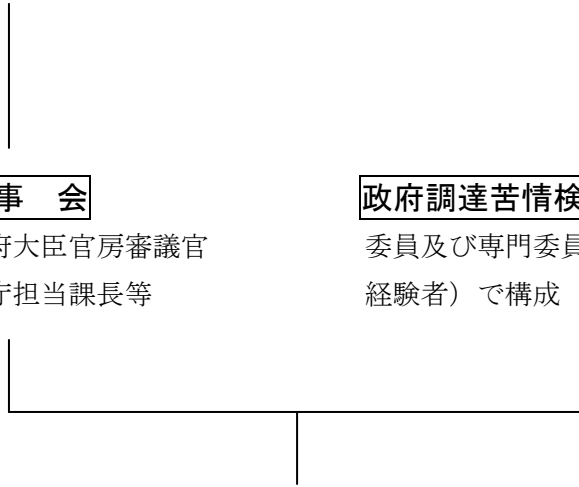 事　会
政府調達苦情検
府大臣官房審議官
委員及び専門委員
庁担当課長等
経験者）で構成